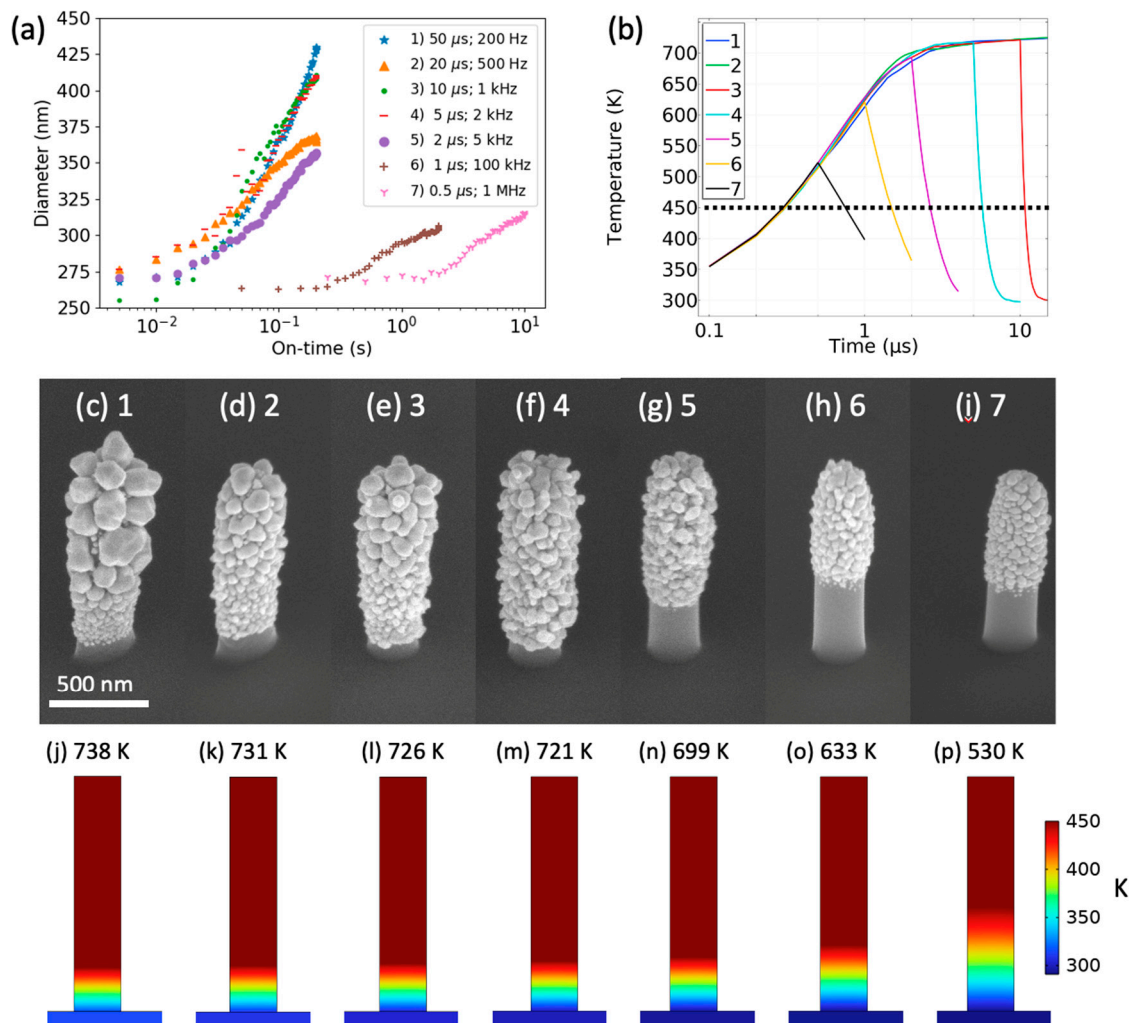 (a)
450
425
400
375
350
325
300
275
250
Diameter (nm)
10⁻² 10⁻¹ 10⁰ 10¹
On-time (s)
1) 50 μs; 200 Hz
2) 20 μs; 500 Hz
3) 10 μs; 1 kHz
4) 5 μs; 2 kHz
5) 2 μs; 5 kHz
6) 1 μs; 100 kHz
7) 0.5 μs; 1 MHz
(b)
700
650
600
550
500
450
400
350
300
Temperature (K)
0.1 1 10
Time (μs)
1
2
3
4
5
6
7
(c) 1 (d) 2 (e) 3 (f) 4 (g) 5 (h) 6 (i) 7
500 nm
(j) 738 K (k) 731 K (l) 726 K (m) 721 K (n) 699 K (o) 633 K (p) 530 K
450
400
350
300
K